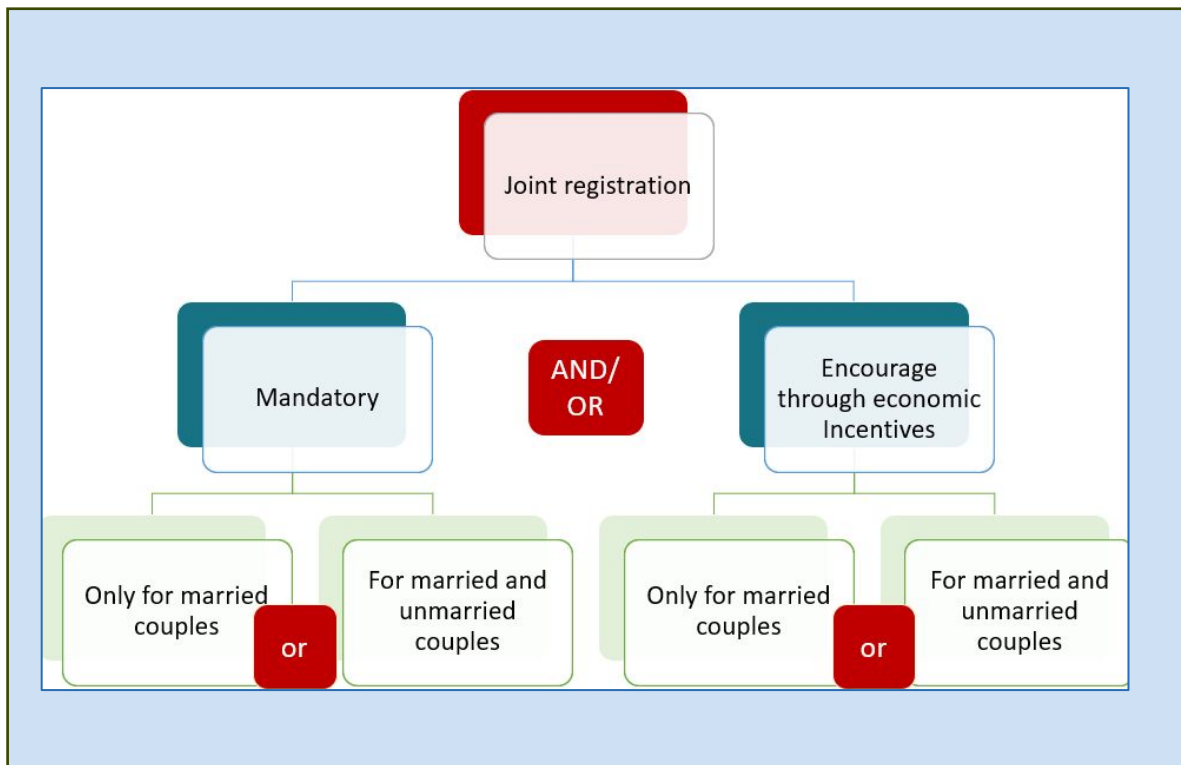 Joint registration
Mandatory
AND/
OR
Encourage
through economic
Incentives
Only for married
couples
or
For married and
unmarried
couples
Only for married
couples
or
For married and
unmarried
couples